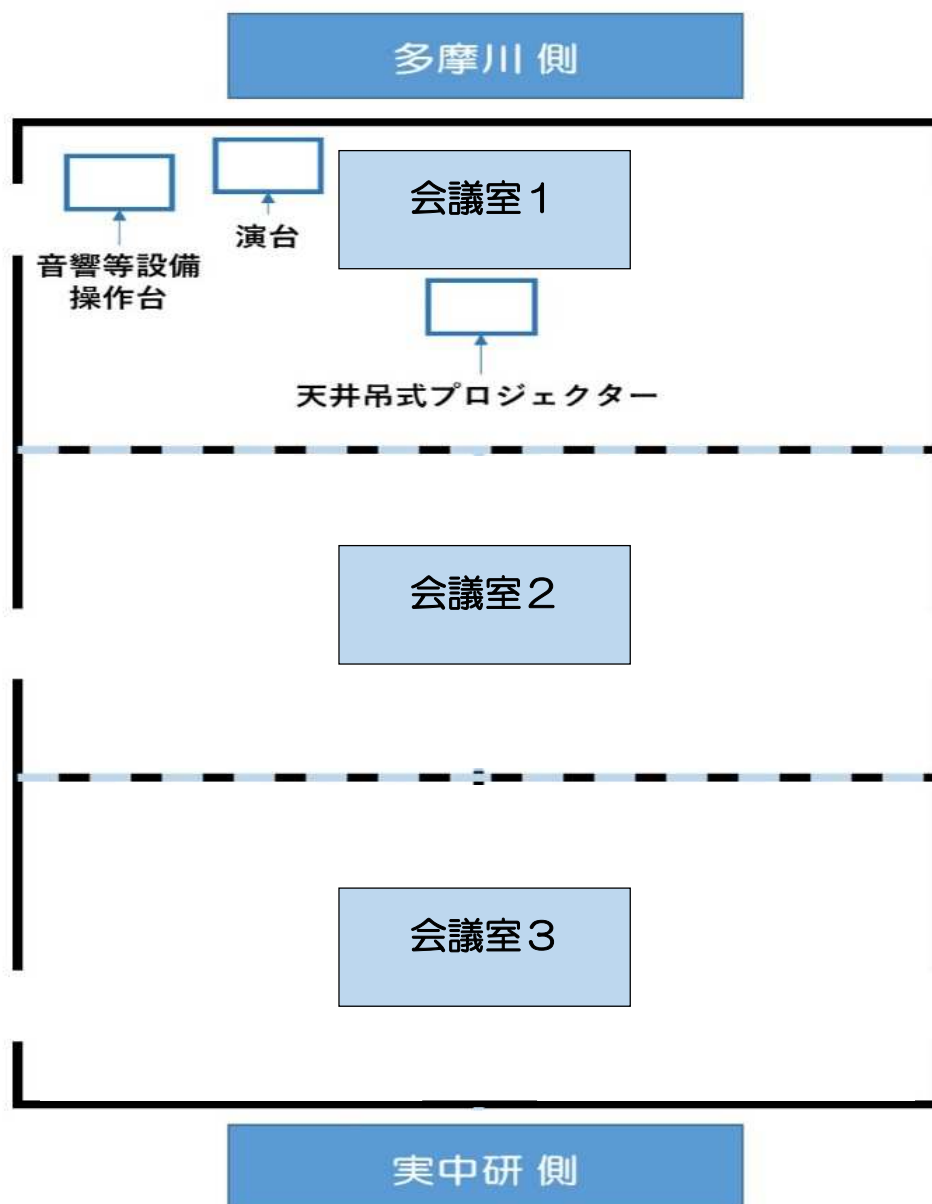 多摩川 側
会議室１
演台
音響等設備
操作台
天井吊式プロジェクター
会議室２
会議室３
実中研 側